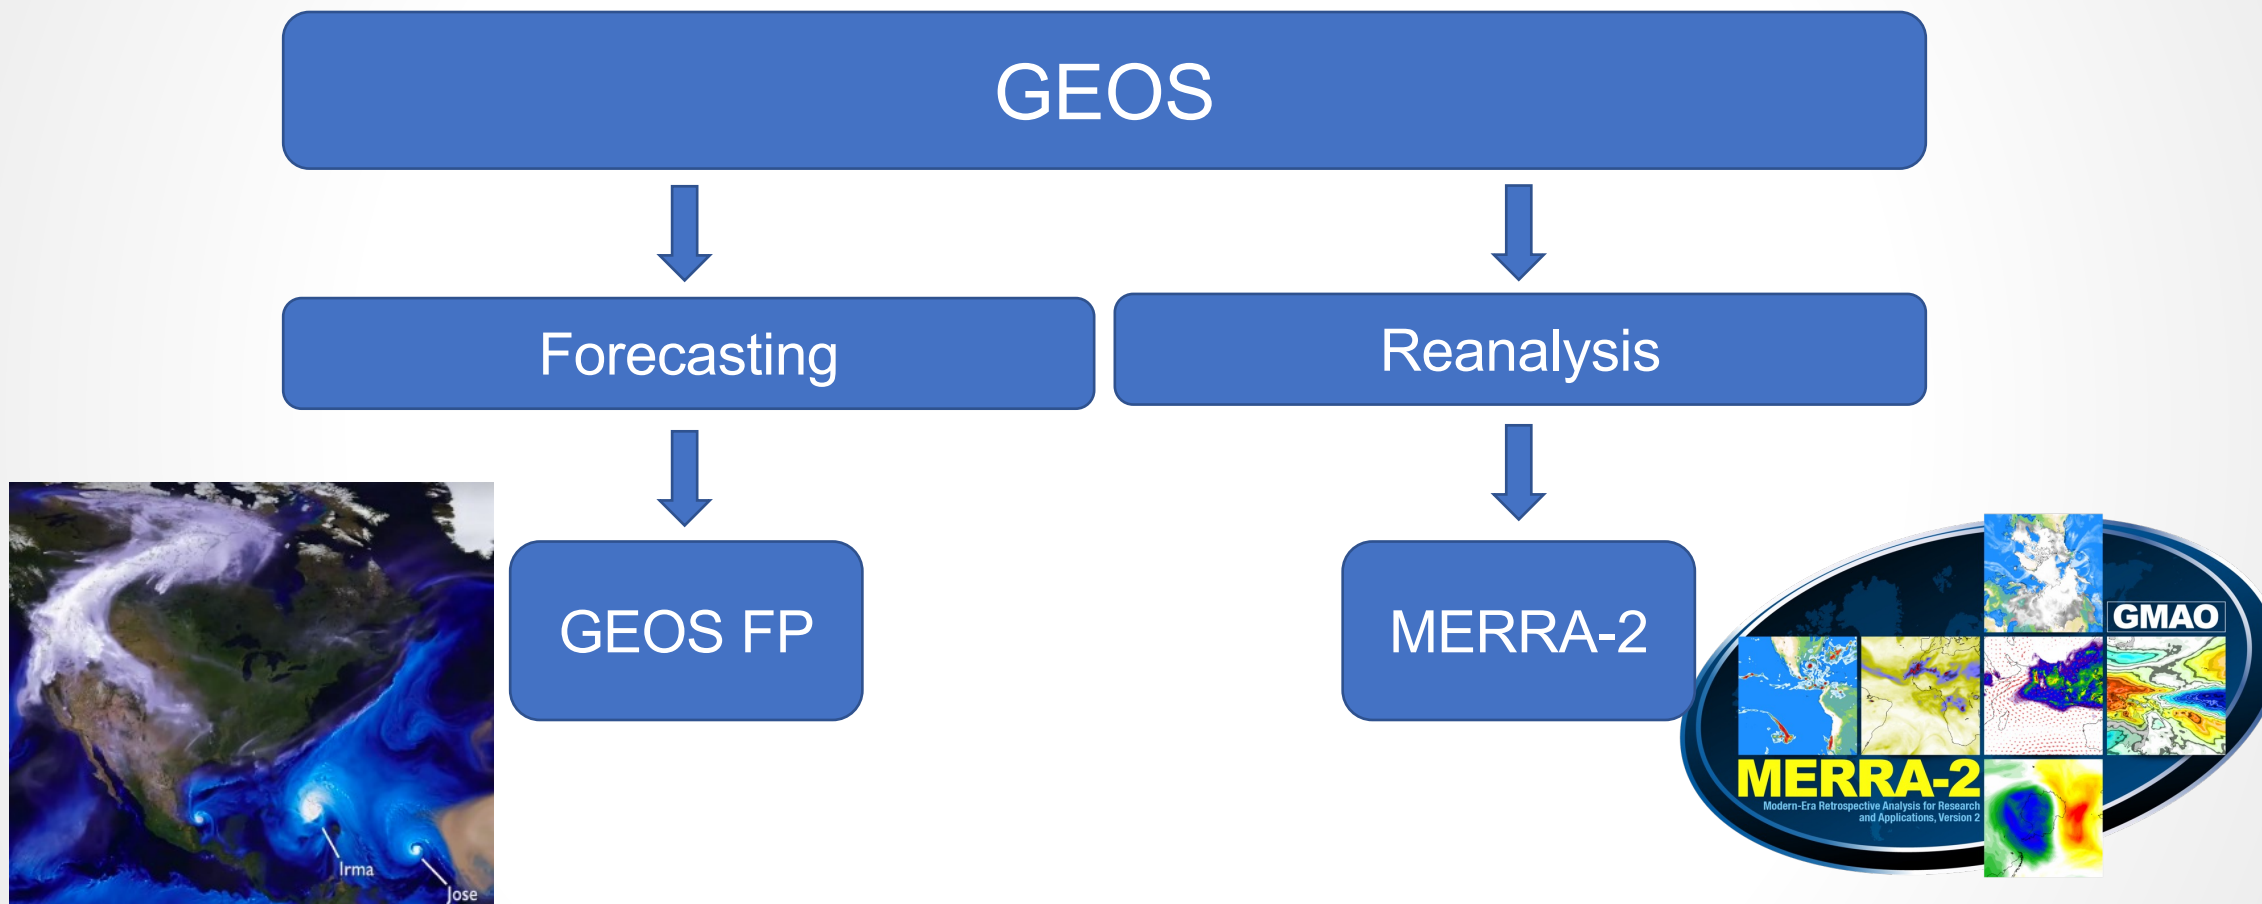 GEOS
Forecasting
Reanalysis
GEOS FP
MERRA-2
Irma
Jose
GMAO
MERRA-2
Modern-Era Retrospective Analysis for Research
and Applications, Version 2